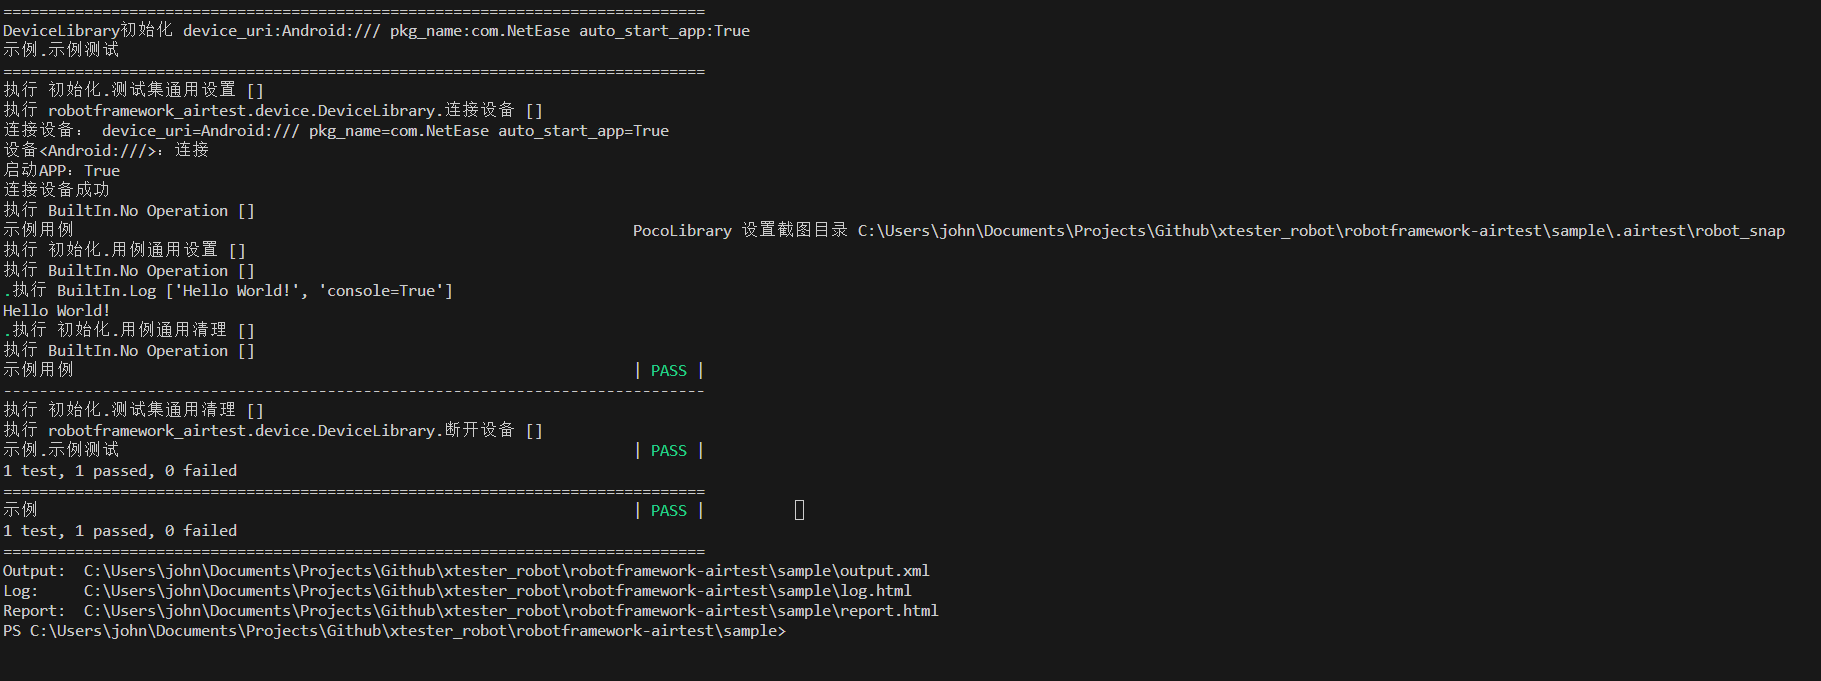 ==============================================================================
DeviceLibrary初始化 device_uri:Android:/// pkg_name:com.NetEase auto_start_app:True
示例.示例测试
==============================================================================
执行 初始化.测试集通用设置 []
执行 robotframework_airtest.device.DeviceLibrary.连接设备 []
连接设备： device_uri=Android:/// pkg_name=com.NetEase auto_start_app=True
设备<Android:///>：连接
启动APP：True
连接设备成功
执行 BuiltIn.No Operation []
示例用例 PocoLibrary 设置截图目录 C:\Users\john\Documents\Projects\Github\xtester_robot\robotframework-airtest\sample\.airtest\robot_snap
执行 初始化.用例通用设置 []
执行 BuiltIn.No Operation []
.执行 BuiltIn.Log ['Hello World!', 'console=True']
Hello World!
.执行 初始化.用例通用清理 []
执行 BuiltIn.No Operation []
示例用例 | PASS |
------------------------------------------------------------------------------
执行 初始化.测试集通用清理 []
执行 robotframework_airtest.device.DeviceLibrary.断开设备 []
示例.示例测试 | PASS |
1 test, 1 passed, 0 failed
==============================================================================
示例 | PASS |
1 test, 1 passed, 0 failed
==============================================================================
Output:  C:\Users\john\Documents\Projects\Github\xtester_robot\robotframework-airtest\sample\output.xml
Log:     C:\Users\john\Documents\Projects\Github\xtester_robot\robotframework-airtest\sample\log.html
Report:  C:\Users\john\Documents\Projects\Github\xtester_robot\robotframework-airtest\sample\report.html
PS C:\Users\john\Documents\Projects\Github\xtester_robot\robotframework-airtest\sample>